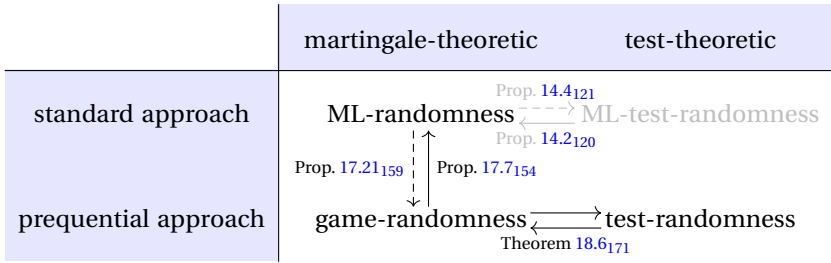 martingale-theoretic test-theoretic
Prop. 14.4121
standard approach ML-randomness ML-test-randomness
Prop. 14.2120
Prop. 17.21159 Prop. 17.7154
prequential approach game-randomness test-randomness
Theorem 18.6171